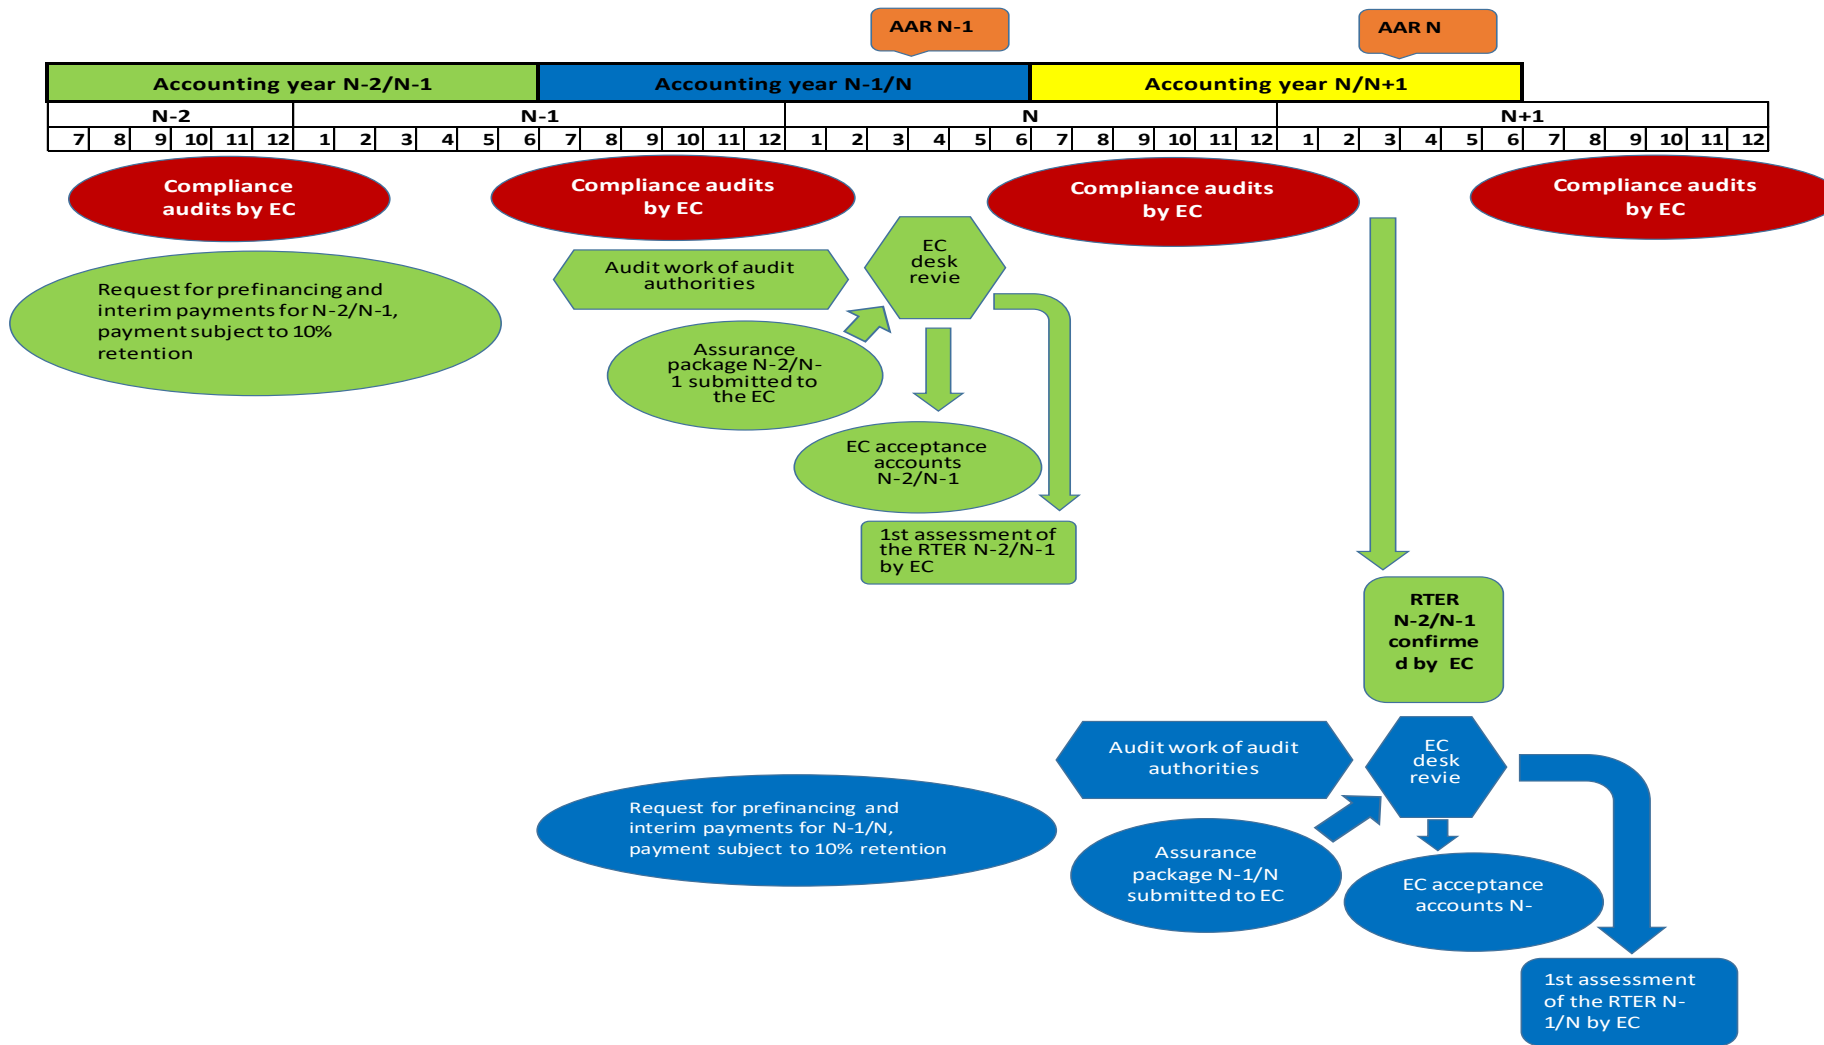 AAR N-1
AAR N
Accounting year N-2/N-1
Accounting year N-1/N
Accounting year N/N+1
N-2
N-1
N
N+1
7 8 9 10 11 12 1 2 3 4 5 6 7 8 9 10 11 12 1 2 3 4 5 6 7 8 9 10 11 12 1 2 3 4 5 6 7 8 9 10 11 12
Compliance
audits by EC
Compliance audits
by EC
Compliance audits
by EC
Compliance audits
by EC
Request for prefinancing and
interim payments for N-2/N-1,
payment subject to 10%
retention
Audit work of audit
authorities
EC
desk
revie
Assurance
package N-2/N-
1 submitted to
the EC
EC acceptance
accounts
N-2/N-1
1st assessment of
the RTER N-2/N-1
by EC
RTER
N-2/N-1
confirme
d by EC
Audit work of audit
authorities
EC
desk
revie
Request for prefinancing and
interim payments for N-1/N,
payment subject to 10% retention
Assurance
package N-1/N
submitted to EC
EC acceptance
accounts N-
1st assessment
of the RTER N-
1/N by EC